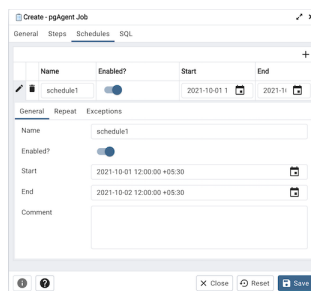 Create - pgAgent Job
General Steps Schedules SQL
Name Enabled? Start End
schedule1 2021-10-01 1 2021-1(
General Repeat Exceptions
Name schedule1
Enabled?
Start 2021-10-01 12:00:00 +05:30
End 2021-10-02 12:00:00 +05:30
Comment
Close Reset Save